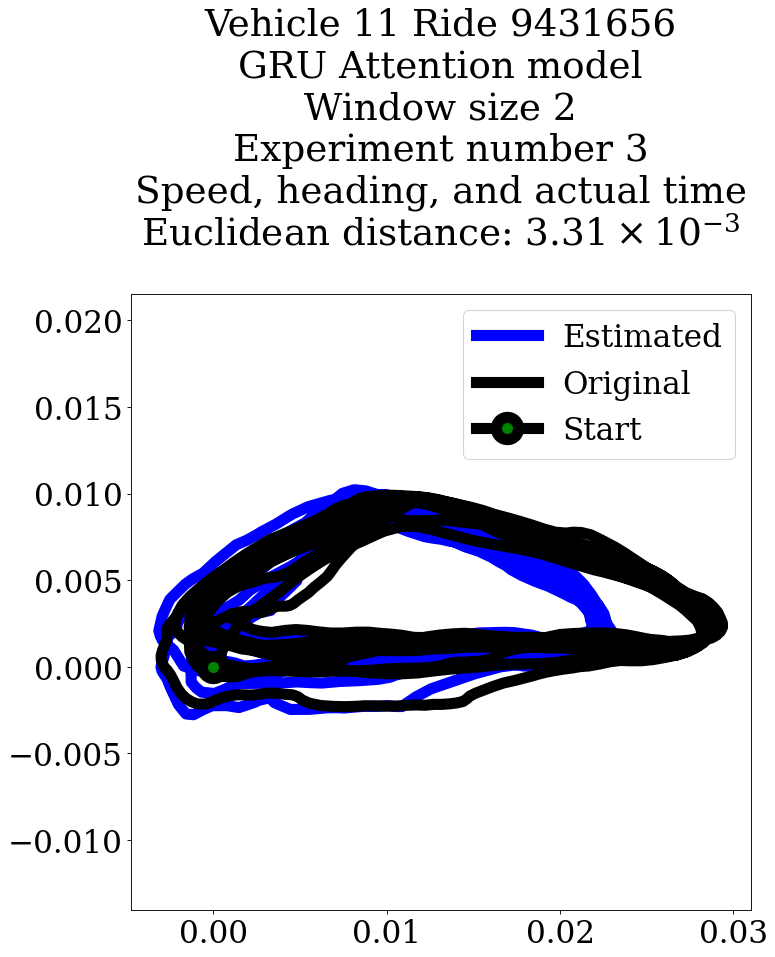 Vehicle 11 Ride 9431656
GRU Attention model
Window size 2
Experiment number 3
Speed, heading, and actual time
Euclidean distance: 3.31 × 10⁻³
Estimated
Original
Start
0.020
0.015
0.010
0.005
0.000
−0.005
−0.010
0.00 0.01 0.02 0.03